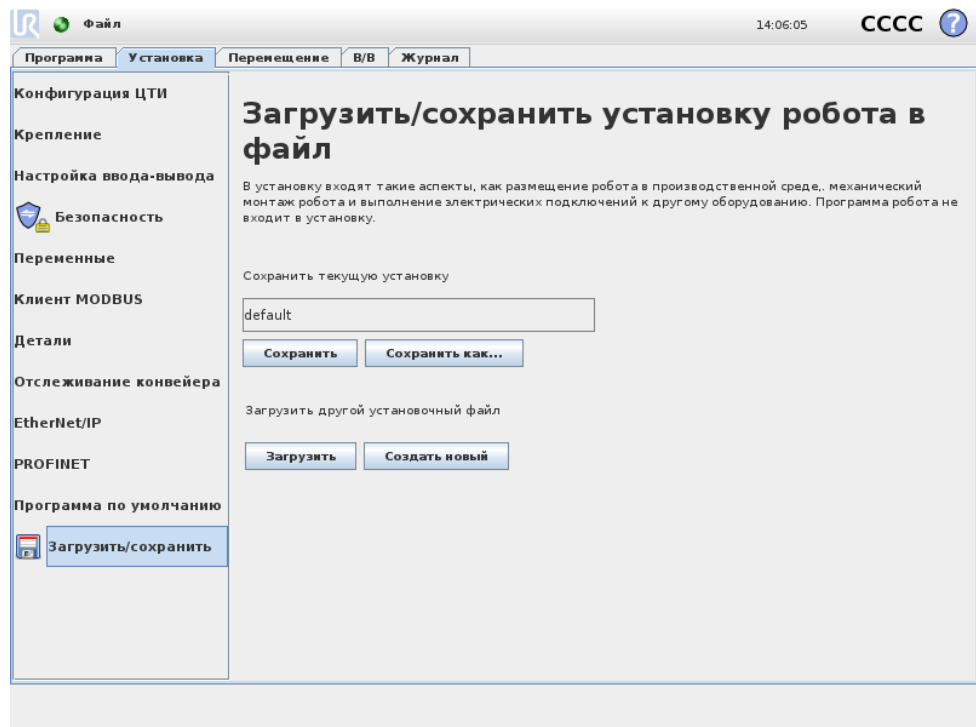 UR Файл 14:06:05 CCCC ?
Программа Установка Перемещение В/В Журнал
Конфигурация ЦТИ
Крепление
Настройка ввода-вывода
Безопасность
Переменные
Клиент MODBUS
Детали
Отслеживание конвейера
EtherNet/IP
PROFINET
Программа по умолчанию
Загрузить/сохранить
Загрузить/сохранить установку робота в
файл
В установку входят такие аспекты, как размещение робота в производственной среде,. механический
монтаж робота и выполнение электрических подключений к другому оборудованию. Программа робота не
входит в установку.
Сохранить текущую установку
default
Сохранить Сохранить как...
Загрузить другой установочный файл
Загрузить Создать новый